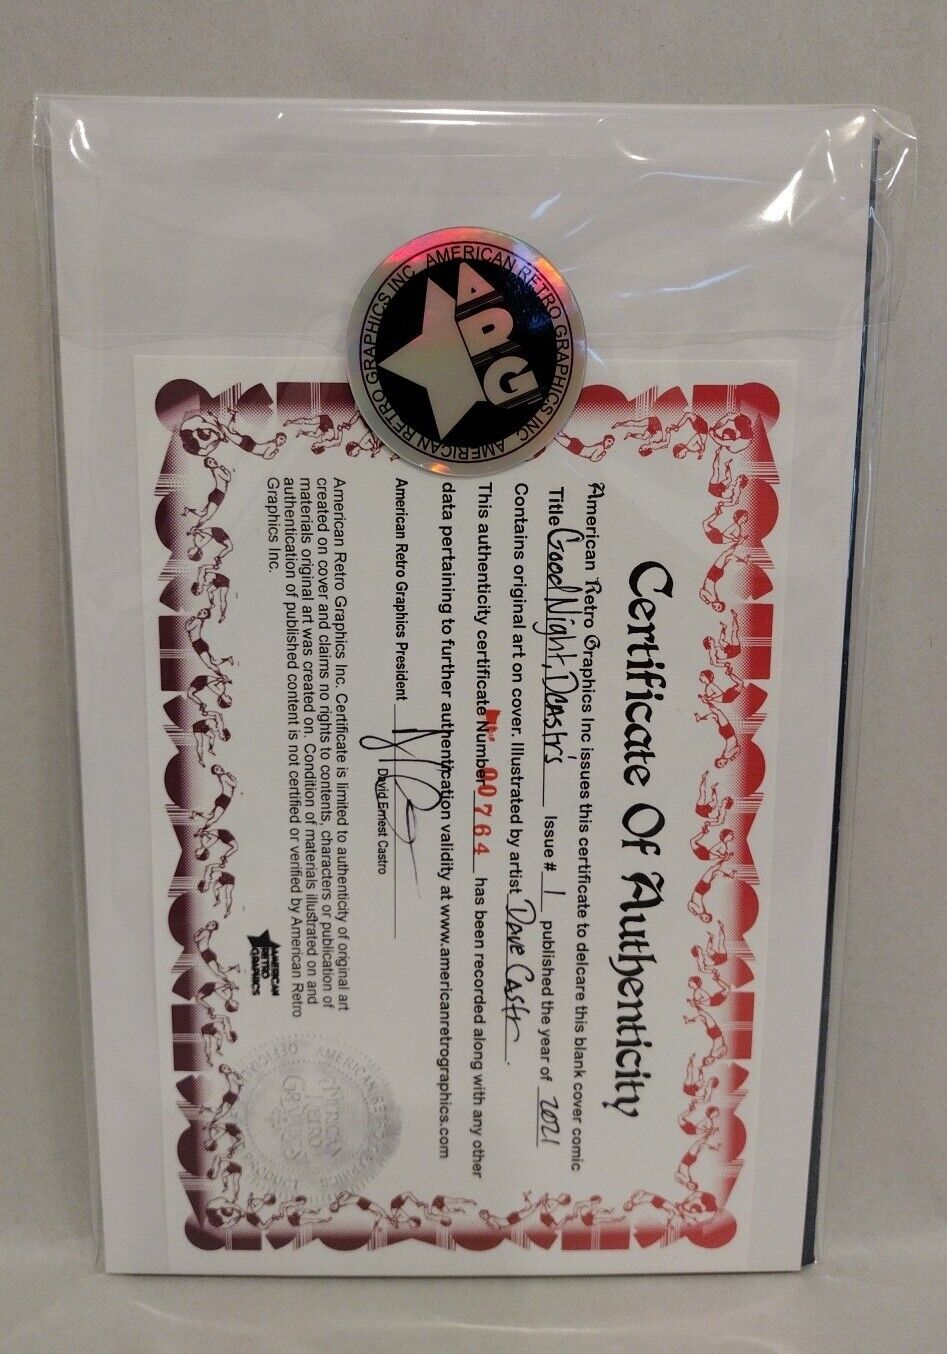 AMERICAN RETRO GRAPHICS INC. AMERICAN RETRO GRAPHICS INC.
ARG
Certificate Of Authenticity
American Retro Graphics Inc issues this certificate to delcare this blank cover comic
Title Good Night, Dcastr's Issue # 1 published the year of 2021
Contains original art on cover. Illustrated by artist Dave Castr.
This authenticity certificate Number 00764 has been recorded along with any other
data pertaining to further authentication validity at www.americanretrographics.com
American Retro Graphics President
David Ernest Castro
American Retro Graphics Inc. Certificate is limited to authenticity of original art
created on cover and claims no rights to contents, characters or publication of
materials original art was created on. Condition of materials illustrated on and
authentication of published content is not certified or verified by American Retro
Graphics Inc.
AMERICAN
RETRO
GRAPHICS